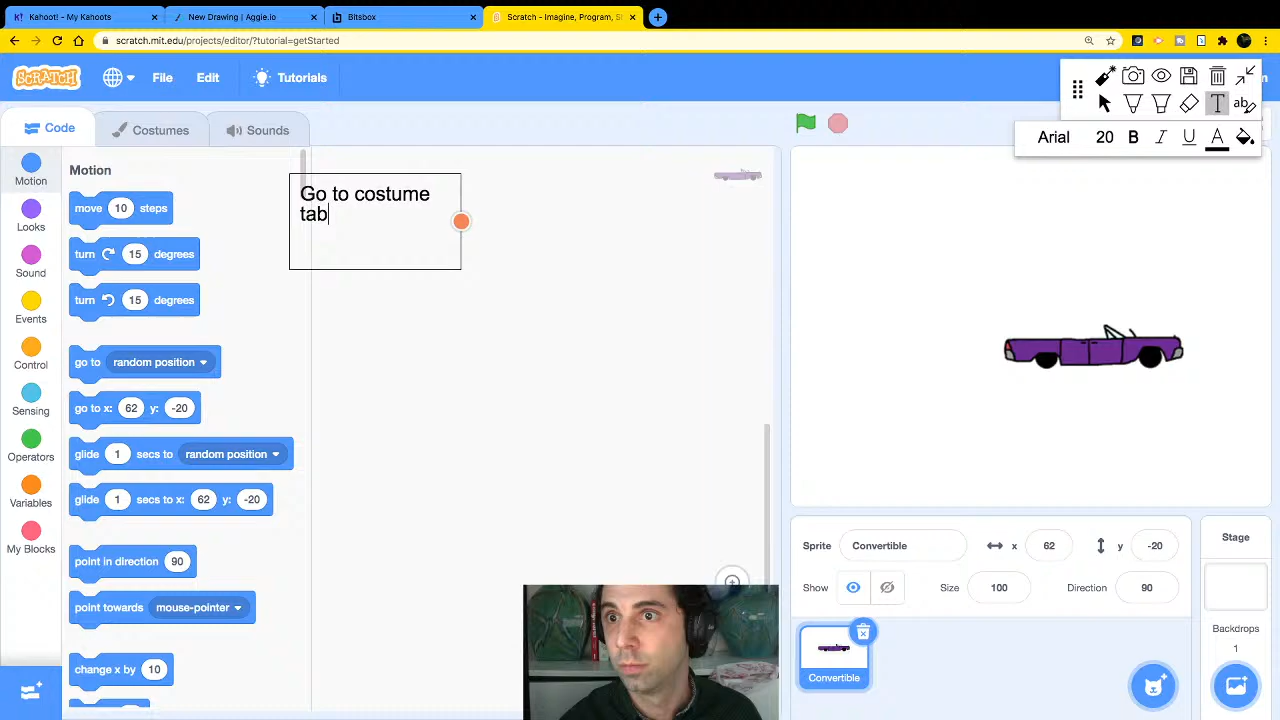 Kahoot! - My Kahoots
New Drawing | Aggie.io
Bitsbox
Scratch - Imagine, Program, S
scratch.mit.edu/projects/editor/?tutorial=getStarted
SCRATCH
File
Edit
Tutorials
T
ab
Arial
20
B
I
U
A
Code
Costumes
Sounds
Motion
Looks
Sound
Events
Control
Sensing
Operators
Variables
My Blocks
Motion
move 10 steps
turn 15 degrees
turn 15 degrees
go to random position
go to x: 62 y: -20
glide 1 secs to random position
glide 1 secs to x: 62 y: -20
point in direction 90
point towards mouse-pointer
change x by 10
Go to costume
tab
Sprite Convertible x 62 y -20
Show Size 100 Direction 90
Convertible
Stage
Backdrops
1